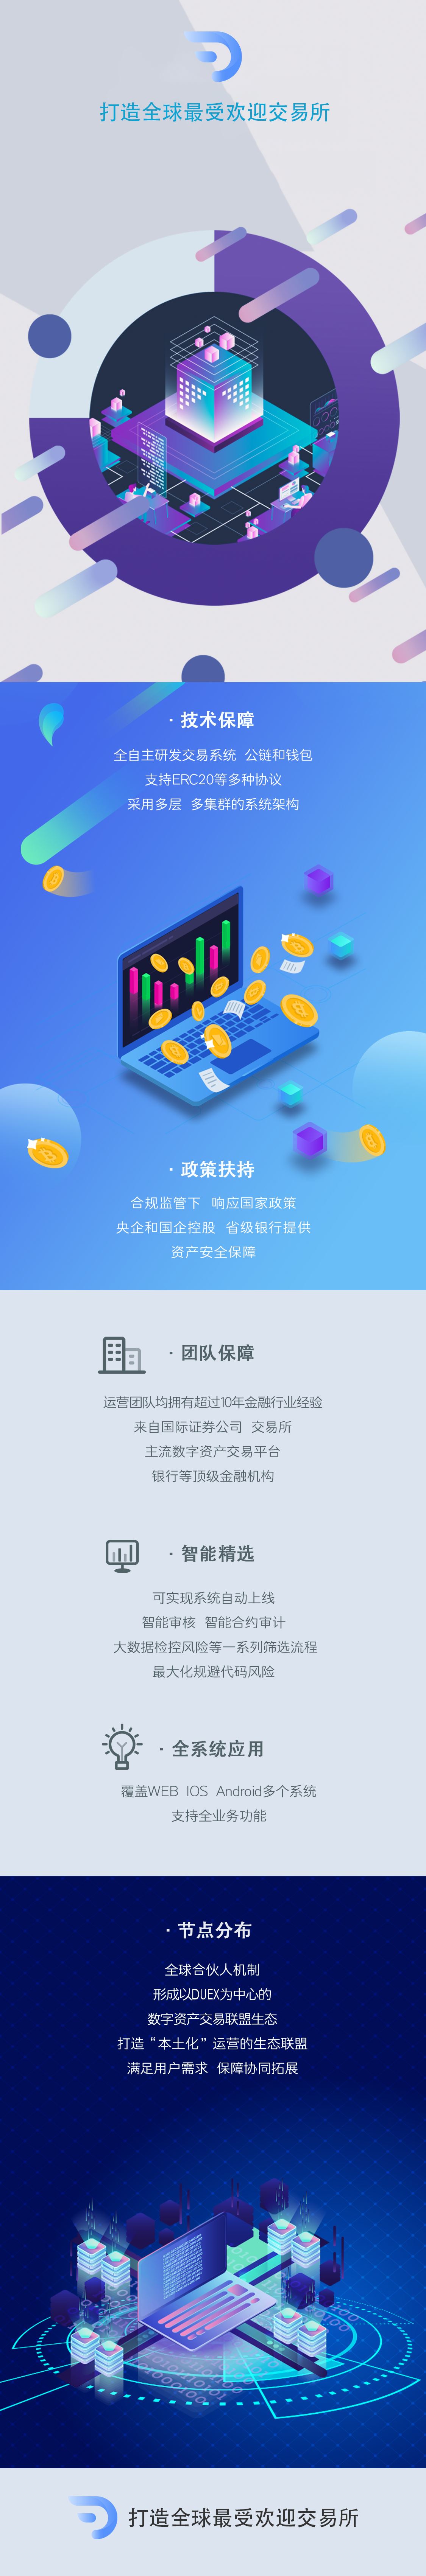 打造全球最受欢迎交易所
· 技术保障
全自主研发交易系统 公链和钱包
支持ERC20等多种协议
采用多层 多集群的系统架构
· 政策扶持
合规监管下 响应国家政策
央企和国企控股 省级银行提供
资产安全保障
· 团队保障
运营团队均拥有超过10年金融行业经验
来自国际证券公司 交易所
主流数字资产交易平台
银行等顶级金融机构
· 智能精选
可实现系统自动上线
智能审核 智能合约审计
大数据检控风险等一系列筛选流程
最大化规避代码风险
· 全系统应用
覆盖WEB IOS Android多个系统
支持全业务功能
· 节点分布
全球合伙人机制
形成以DUEX为中心的
数字资产交易联盟生态
打造“本土化”运营的生态联盟
满足用户需求 保障协同拓展
打造全球最受欢迎交易所